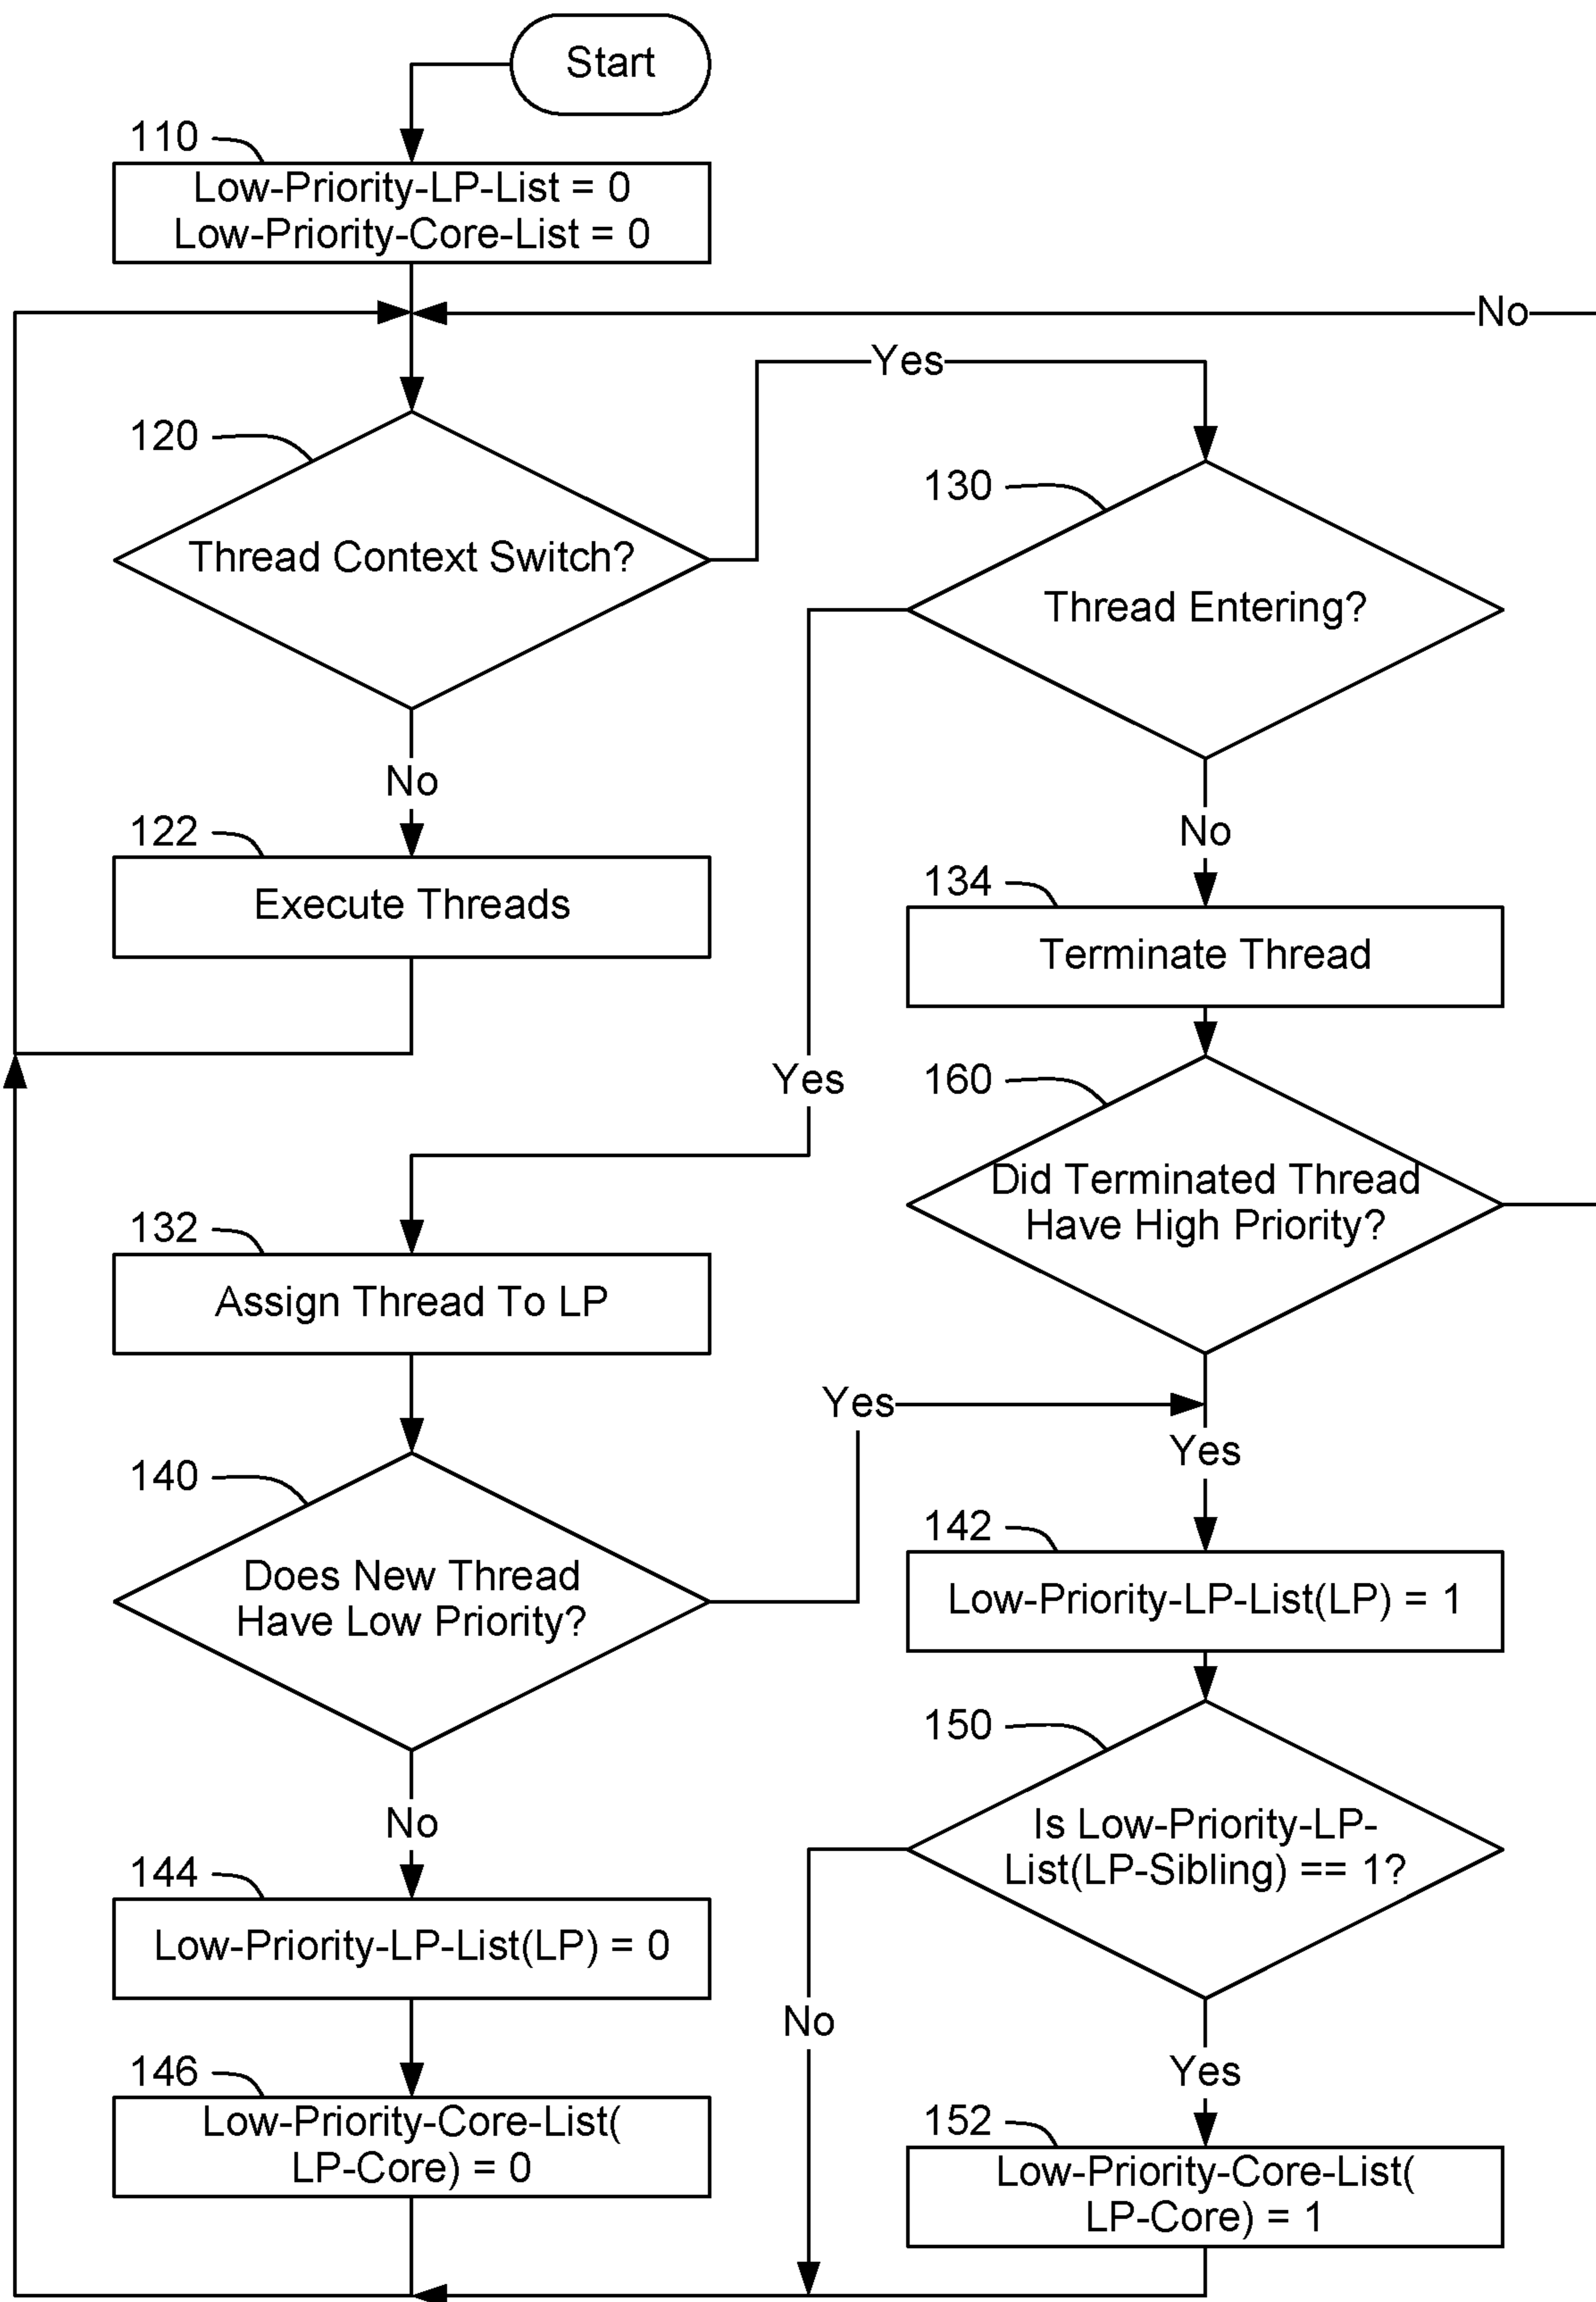 Start
110
Low-Priority-LP-List = 0
Low-Priority-Core-List = 0
No
Yes
120
Thread Context Switch?
130
Thread Entering?
No
122
Execute Threads
No
134
Terminate Thread
Yes
160
Did Terminated Thread
Have High Priority?
132
Assign Thread To LP
Yes
Yes
140
Does New Thread
Have Low Priority?
142
Low-Priority-LP-List(LP) = 1
150
Is Low-Priority-LP-
List(LP-Sibling) == 1?
No
144
Low-Priority-LP-List(LP) = 0
No
Yes
146
Low-Priority-Core-List(
LP-Core) = 0
152
Low-Priority-Core-List(
LP-Core) = 1